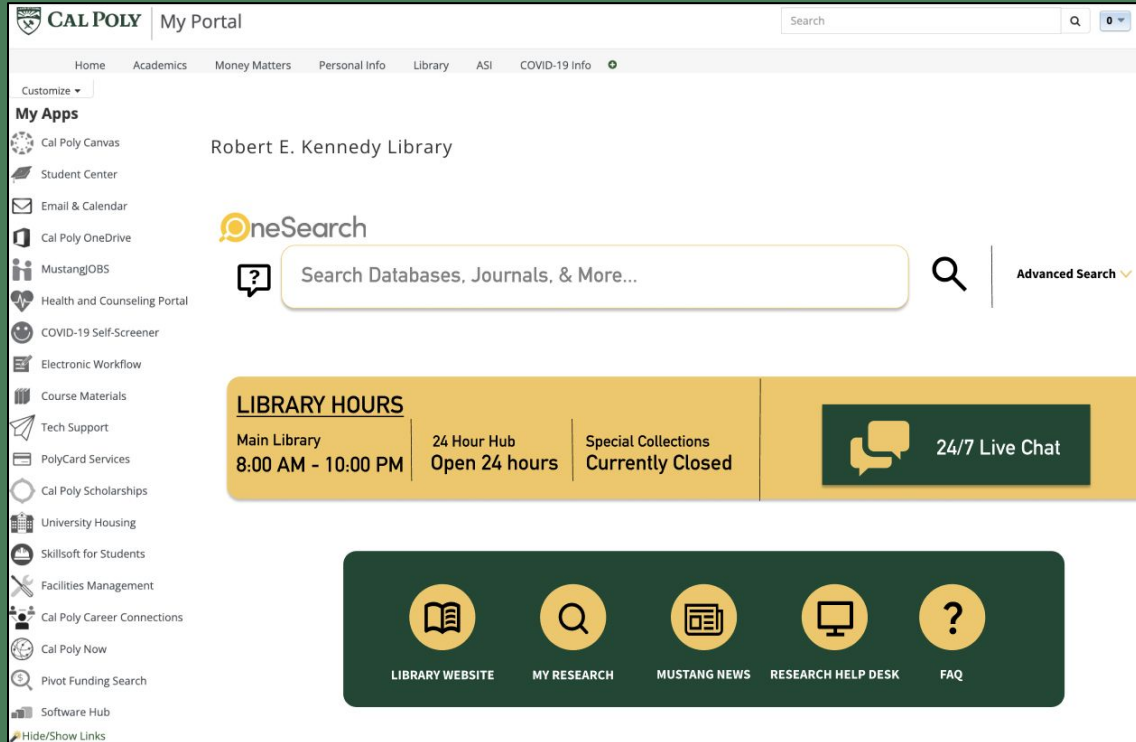 CAL POLY My Portal
Search
0
Home Academics Money Matters Personal Info Library ASI COVID-19 Info
Customize
My Apps
Cal Poly Canvas
Student Center
Email & Calendar
Cal Poly OneDrive
MustangJOBS
Health and Counseling Portal
COVID-19 Self-Screener
Electronic Workflow
Course Materials
Tech Support
PolyCard Services
Cal Poly Scholarships
University Housing
Skillsoft for Students
Facilities Management
Cal Poly Career Connections
Cal Poly Now
Pivot Funding Search
Software Hub
Hide/Show Links
Robert E. Kennedy Library
OneSearch
?
Search Databases, Journals, & More...
Advanced Search
LIBRARY HOURS
Main Library
8:00 AM - 10:00 PM
24 Hour Hub
Open 24 hours
Special Collections
Currently Closed
24/7 Live Chat
?
LIBRARY WEBSITE MY RESEARCH MUSTANG NEWS RESEARCH HELP DESK FAQ